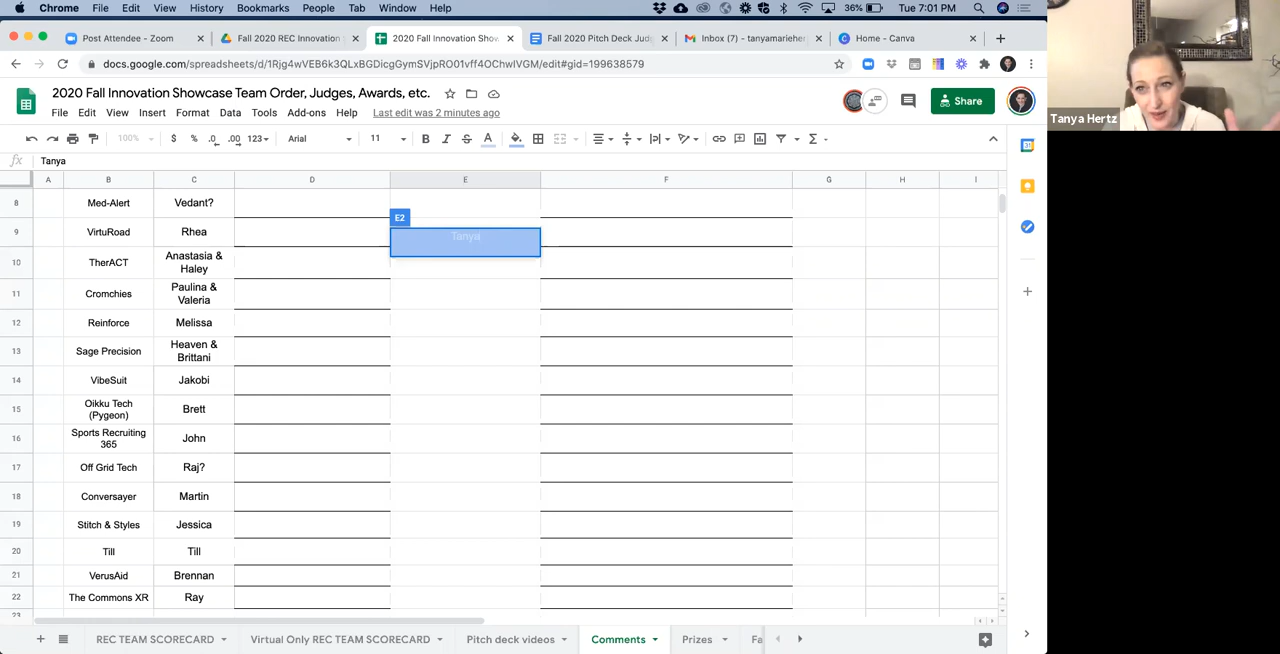 Chrome File Edit View History Bookmarks People Tab Window Help 36% Tue 7:01 PM
Post Attendee - Zoom Fall 2020 REC Innovation 2020 Fall Innovation Show Fall 2020 Pitch Deck Judg Inbox (7) - tanyamarieher Home - Canva
docs.google.com/spreadsheets/d/1Rjg4wVEB6k3QLxBGDicgGymSVjpRO01vff4OChwIVGM/edit#gid=199638579
2020 Fall Innovation Showcase Team Order, Judges, Awards, etc.
Share
File Edit View Insert Format Data Tools Add-ons Help Last edit was 2 minutes ago
Tanya Hertz
100% $ % .0 .00 123 Arial 11 B I S A
fx Tanya
A B C D E F G H I
8 Med-Alert Vedant?
E2
9 VirtuRoad Rhea
Tanya
10 TherACT Anastasia &
Haley
11 Cromchies Paulina &
Valeria
12 Reinforce Melissa
13 Sage Precision Heaven &
Brittani
14 VibeSuit Jakobi
15 Oikku Tech
(Pygeon) Brett
16 Sports Recruiting
365 John
17 Off Grid Tech Raj?
18 Conversayer Martin
19 Stitch & Styles Jessica
20 Till Till
21 VerusAid Brennan
22 The Commons XR Ray
23
REC TEAM SCORECARD Virtual Only REC TEAM SCORECARD Pitch deck videos Comments Prizes Fa